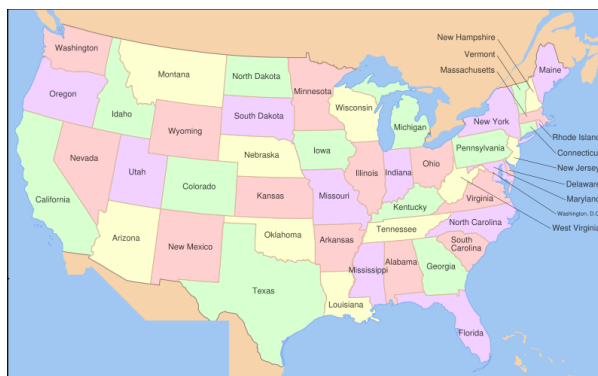 New Hampshire
Vermont
Massachusetts
Washington
Montana
North Dakota
Minnesota
Maine
Oregon
Idaho
Wyoming
South Dakota
Wisconsin
Michigan
New York
Rhode Island
Connecticu
New Jersey
Delaware
Maryland
Washington, D.C
West Virginia
Nevada
Utah
Colorado
Nebraska
Iowa
Illinois
Indiana
Ohio
Pennsylvania
California
Kansas
Missouri
Kentucky
Virginia
Arizona
New Mexico
Oklahoma
Arkansas
Tennessee
North Carolina
South
Carolina
Texas
Louisiana
Mississippi
Alabama
Georgia
Florida